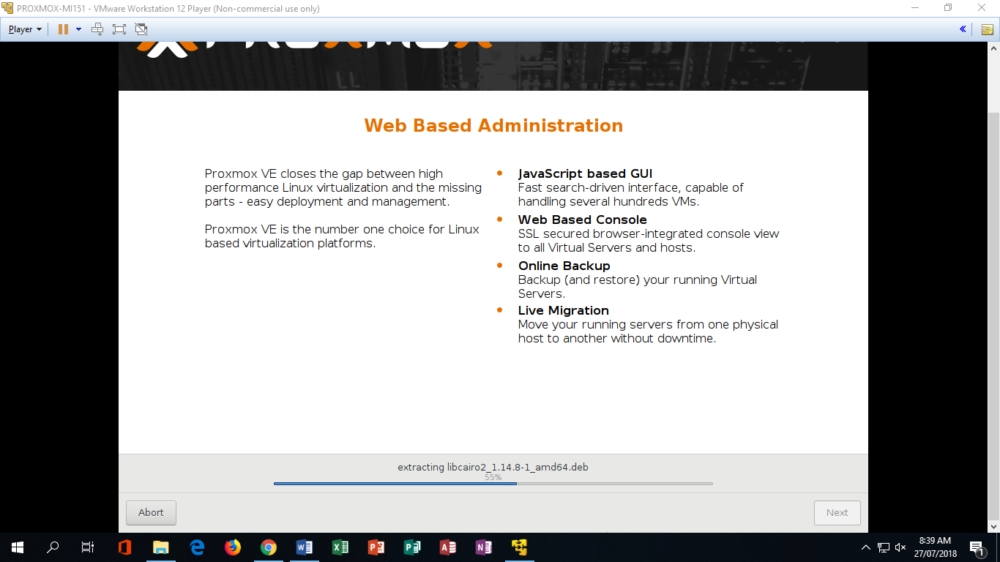 PROXMOX-MI151 - VMware Workstation 12 Player (Non-commercial use only)
Player
PROXMOX
Web Based Administration
Proxmox VE closes the gap between high
performance Linux virtualization and the missing
parts - easy deployment and management.
Proxmox VE is the number one choice for Linux
based virtualization platforms.
JavaScript based GUI
Fast search-driven interface, capable of
handling several hundreds VMs.
Web Based Console
SSL secured browser-integrated console view
to all Virtual Servers and hosts.
Online Backup
Backup (and restore) your running Virtual
Servers.
Live Migration
Move your running servers from one physical
host to another without downtime.
extracting libcairo2_1.14.8-1_amd64.deb
55%
Abort
Next
8:39 AM
27/07/2018
1